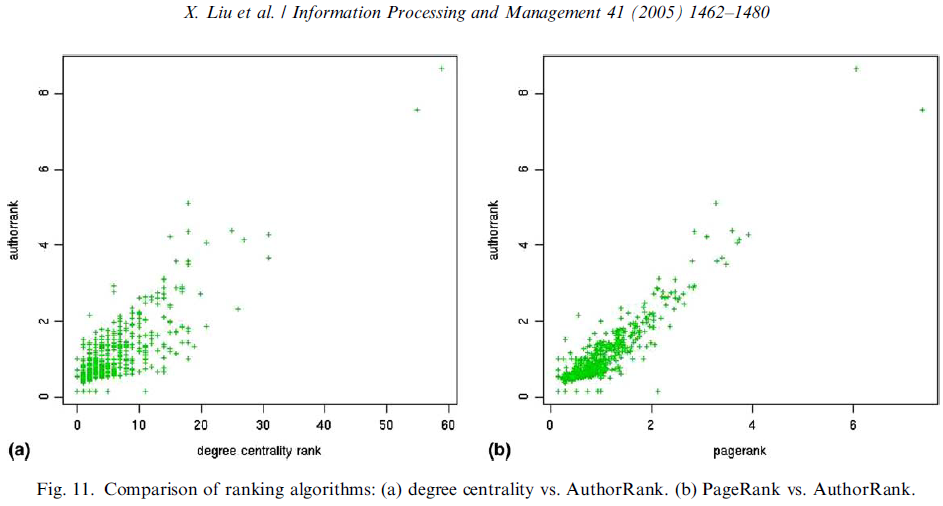 X. Liu et al. / Information Processing and Management 41 (2005) 1462–1480
authorrank
8
6
4
2
0
0 10 20 30 40 50 60
(a) degree centrality rank
authorrank
8
6
4
2
0
0 2 4 6
(b) pagerank
Fig. 11. Comparison of ranking algorithms: (a) degree centrality vs. AuthorRank. (b) PageRank vs. AuthorRank.